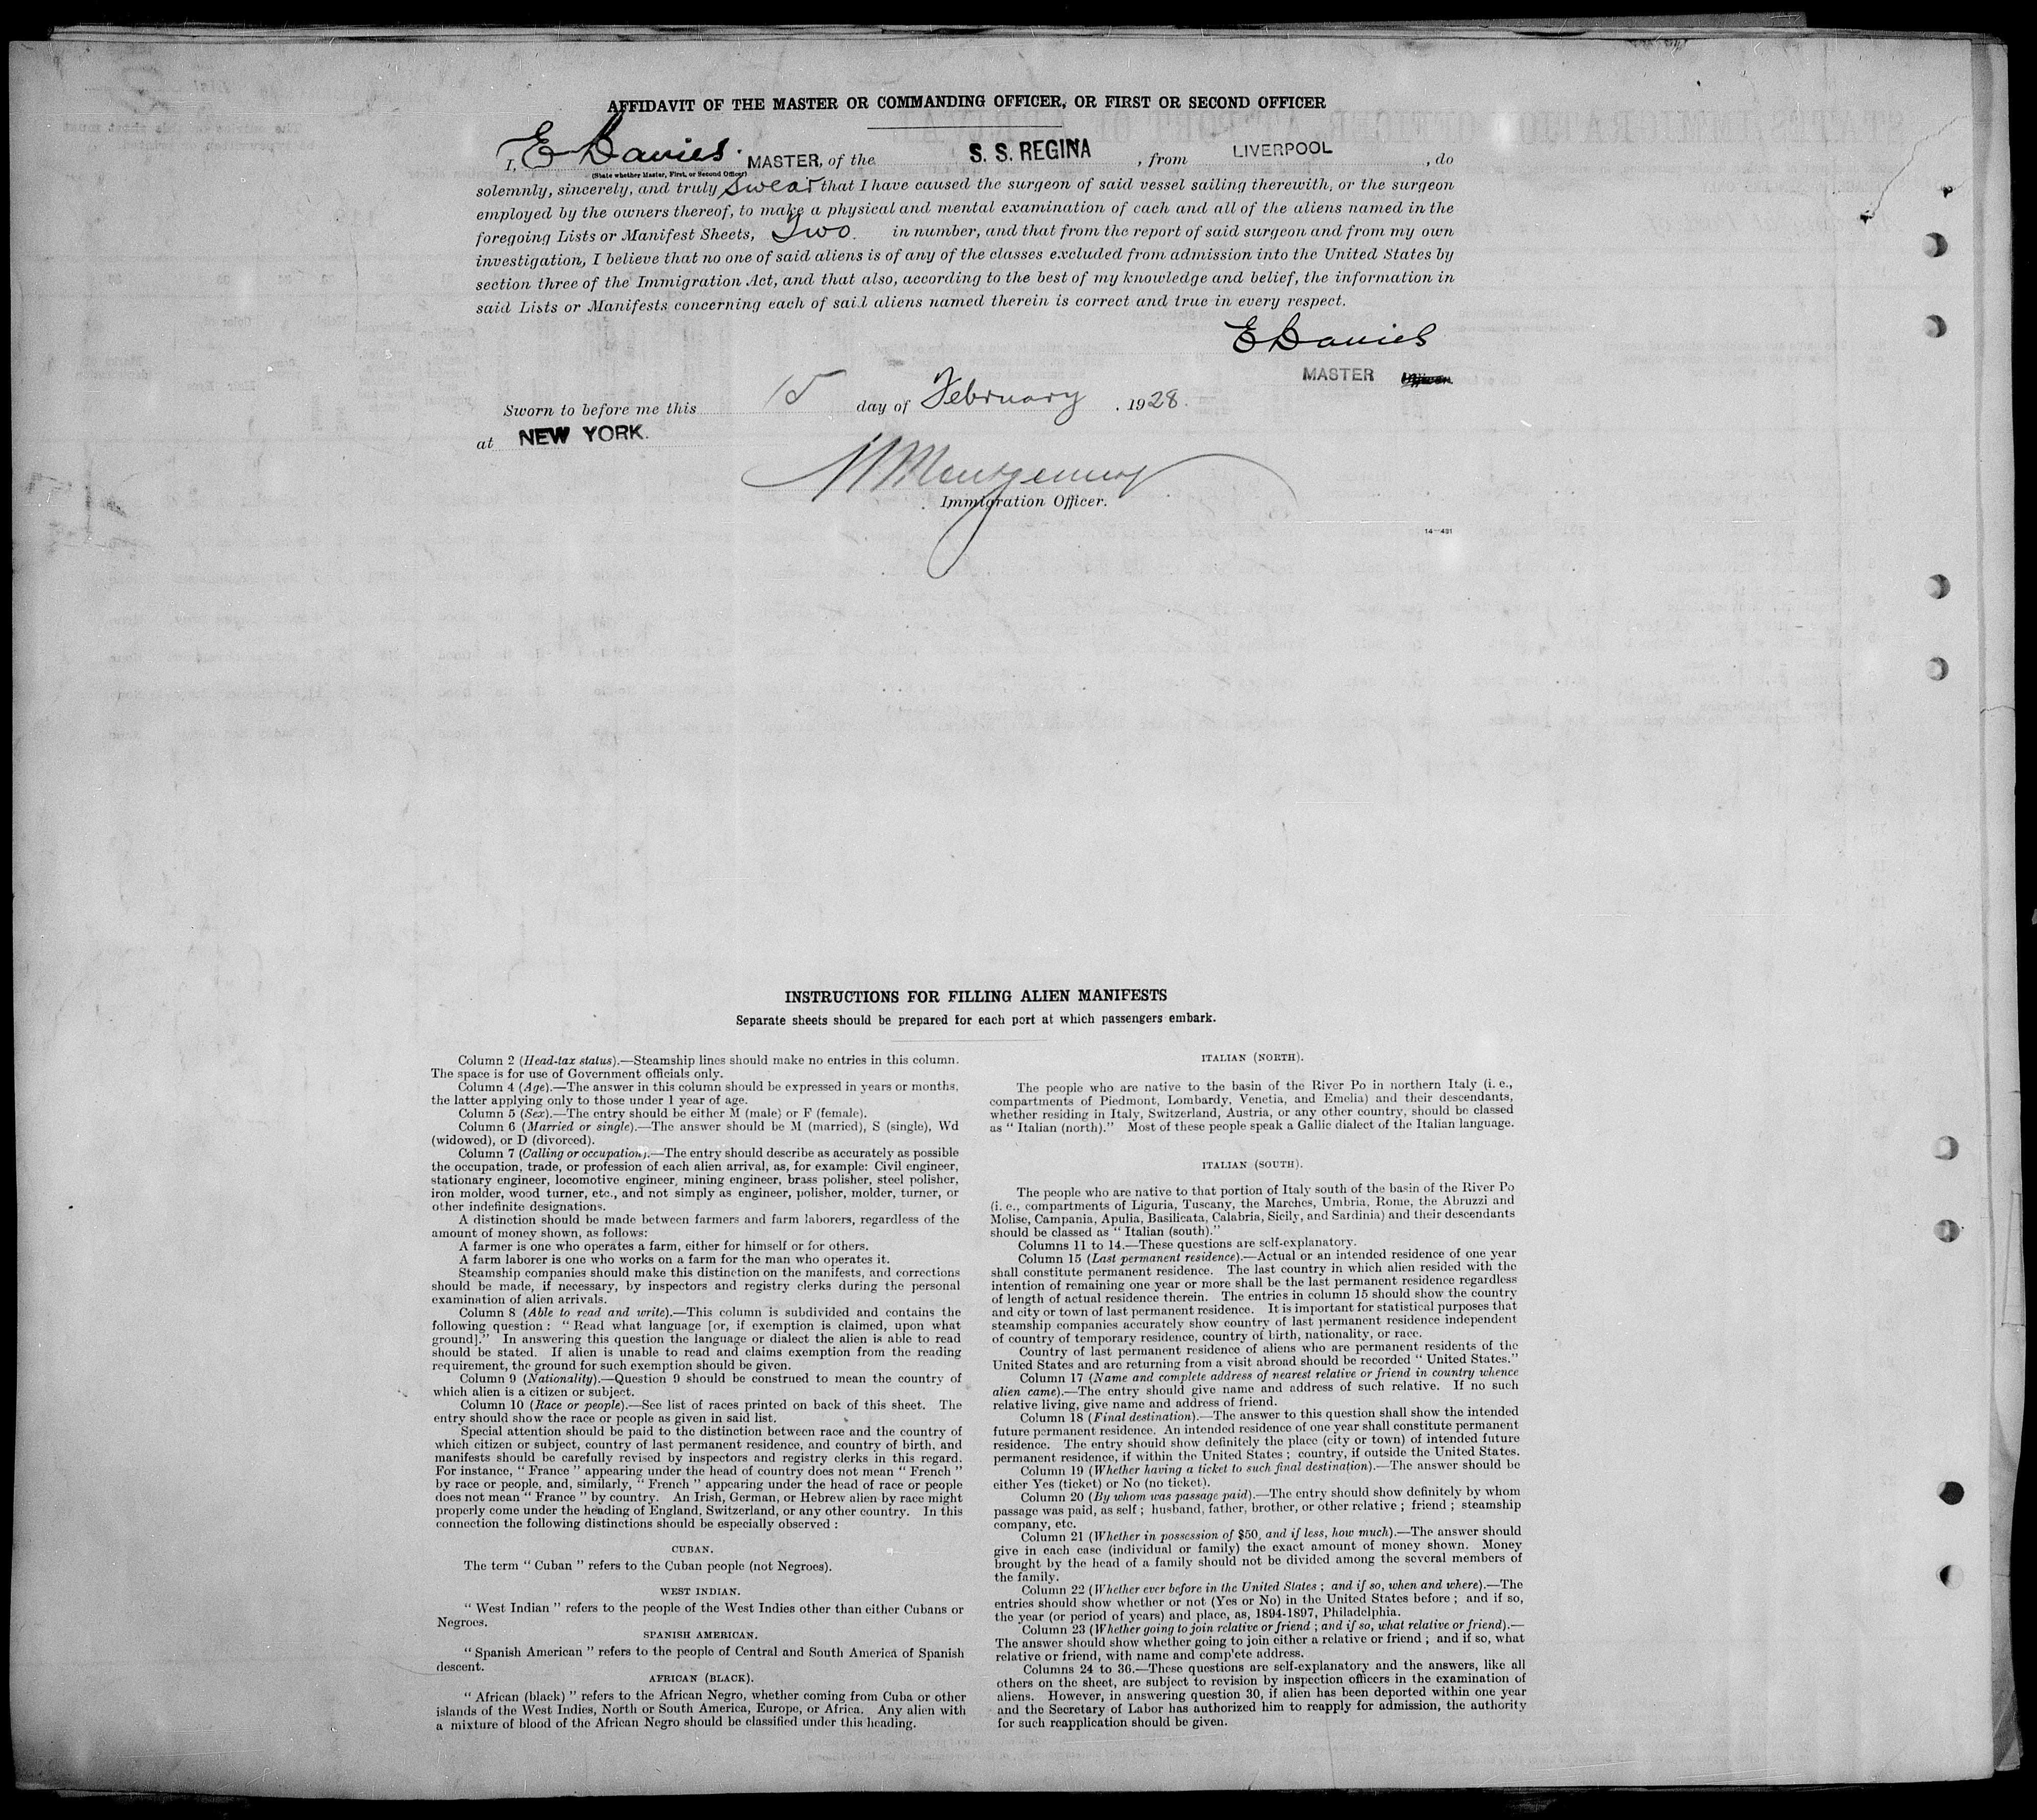 AFFIDAVIT OF THE MASTER OR COMMANDING OFFICER, OR FIRST OR SECOND OFFICER
I, E Davies. MASTER, of the S. S. REGINA, from LIVERPOOL, do
(State whether Master, First, or Second Officer)
solemnly, sincerely, and truly swear that I have caused the surgeon of said vessel sailing therewith, or the surgeon
employed by the owners thereof, to make a physical and mental examination of each and all of the aliens named in the
foregoing Lists or Manifest Sheets, Two. in number, and that from the report of said surgeon and from my own
investigation, I believe that no one of said aliens is of any of the classes excluded from admission into the United States by
section three of the Immigration Act, and that also, according to the best of my knowledge and belief, the information in
said Lists or Manifests concerning each of said aliens named therein is correct and true in every respect.
E Davies
MASTER
Sworn to before me this 15 day of February, 1928.
at NEW YORK.
Montgomery
Immigration Officer.
14—431
INSTRUCTIONS FOR FILLING ALIEN MANIFESTS
Separate sheets should be prepared for each port at which passengers embark.
Column 2 (Head-tax status).—Steamship lines should make no entries in this column.
The space is for use of Government officials only.
Column 4 (Age).—The answer in this column should be expressed in years or months,
the latter applying only to those under 1 year of age.
Column 5 (Sex).—The entry should be either M (male) or F (female).
Column 6 (Married or single).—The answer should be M (married), S (single), Wd
(widowed), or D (divorced).
Column 7 (Calling or occupation).—The entry should describe as accurately as possible
the occupation, trade, or profession of each alien arrival, as, for example: Civil engineer,
stationary engineer, locomotive engineer, mining engineer, brass polisher, steel polisher,
iron molder, wood turner, etc., and not simply as engineer, polisher, molder, turner, or
other indefinite designations.
A distinction should be made between farmers and farm laborers, regardless of the
amount of money shown, as follows:
A farmer is one who operates a farm, either for himself or for others.
A farm laborer is one who works on a farm for the man who operates it.
Steamship companies should make this distinction on the manifests, and corrections
should be made, if necessary, by inspectors and registry clerks during the personal
examination of alien arrivals.
Column 8 (Able to read and write).—This column is subdivided and contains the
following question : “ Read what language [or, if exemption is claimed, upon what
ground].” In answering this question the language or dialect the alien is able to read
should be stated. If alien is unable to read and claims exemption from the reading
requirement, the ground for such exemption should be given.
Column 9 (Nationality).—Question 9 should be construed to mean the country of
which alien is a citizen or subject.
Column 10 (Race or people).—See list of races printed on back of this sheet. The
entry should show the race or people as given in said list.
Special attention should be paid to the distinction between race and the country of
which citizen or subject, country of last permanent residence, and country of birth, and
manifests should be carefully revised by inspectors and registry clerks in this regard.
For instance, “ France ” appearing under the head of country does not mean “ French ”
by race or people, and, similarly, “ French ” appearing under the head of race or people
does not mean “ France ” by country. An Irish, German, or Hebrew alien by race might
properly come under the heading of England, Switzerland, or any other country. In this
connection the following distinctions should be especially observed :
CUBAN.
The term “ Cuban ” refers to the Cuban people (not Negroes).
WEST INDIAN.
“ West Indian ” refers to the people of the West Indies other than either Cubans or
Negroes.
SPANISH AMERICAN.
“ Spanish American ” refers to the people of Central and South America of Spanish
descent.
AFRICAN (BLACK).
“ African (black) ” refers to the African Negro, whether coming from Cuba or other
islands of the West Indies, North or South America, Europe, or Africa. Any alien with
a mixture of blood of the African Negro should be classified under this heading.
ITALIAN (NORTH).
The people who are native to the basin of the River Po in northern Italy (i. e.,
compartments of Piedmont, Lombardy, Venetia, and Emelia) and their descendants,
whether residing in Italy, Switzerland, Austria, or any other country, should be classed
as “ Italian (north).” Most of these people speak a Gallic dialect of the Italian language.
ITALIAN (SOUTH).
The people who are native to that portion of Italy south of the basin of the River Po
(i. e., compartments of Liguria, Tuscany, the Marches, Umbria, Rome, the Abruzzi and
Molise, Campania, Apulia, Basilicata, Calabria, Sicily, and Sardinia) and their descendants
should be classed as “ Italian (south).”
Columns 11 to 14.—These questions are self-explanatory.
Column 15 (Last permanent residence).—Actual or an intended residence of one year
shall constitute permanent residence. The last country in which alien resided with the
intention of remaining one year or more shall be the last permanent residence regardless
of length of actual residence therein. The entries in column 15 should show the country
and city or town of last permanent residence. It is important for statistical purposes that
steamship companies accurately show country of last permanent residence independent
of country of temporary residence, country of birth, nationality, or race.
Country of last permanent residence of aliens who are permanent residents of the
United States and are returning from a visit abroad should be recorded “ United States.”
Column 17 (Name and complete address of nearest relative or friend in country whence
alien came).—The entry should give name and address of such relative. If no such
relative living, give name and address of friend.
Column 18 (Final destination).—The answer to this question shall show the intended
future permanent residence. An intended residence of one year shall constitute permanent
residence. The entry should show definitely the place (city or town) of intended future
permanent residence, if within the United States ; country, if outside the United States.
Column 19 (Whether having a ticket to such final destination).—The answer should be
either Yes (ticket) or No (no ticket).
Column 20 (By whom was passage paid).—The entry should show definitely by whom
passage was paid, as self ; husband, father, brother, or other relative ; friend ; steamship
company, etc.
Column 21 (Whether in possession of $50, and if less, how much).—The answer should
give in each case (individual or family) the exact amount of money shown. Money
brought by the head of a family should not be divided among the several members of
the family.
Column 22 (Whether ever before in the United States ; and if so, when and where).—The
entries should show whether or not (Yes or No) in the United States before ; and if so,
the year (or period of years) and place, as, 1894-1897, Philadelphia.
Column 23 (Whether going to join relative or friend ; and if so, what relative or friend).—
The answer should show whether going to join either a relative or friend ; and if so, what
relative or friend, with name and complete address.
Columns 24 to 36.—These questions are self-explanatory and the answers, like all
others on the sheet, are subject to revision by inspection officers in the examination of
aliens. However, in answering question 30, if alien has been deported within one year
and the Secretary of Labor has authorized him to reapply for admission, the authority
for such reapplication should be given.